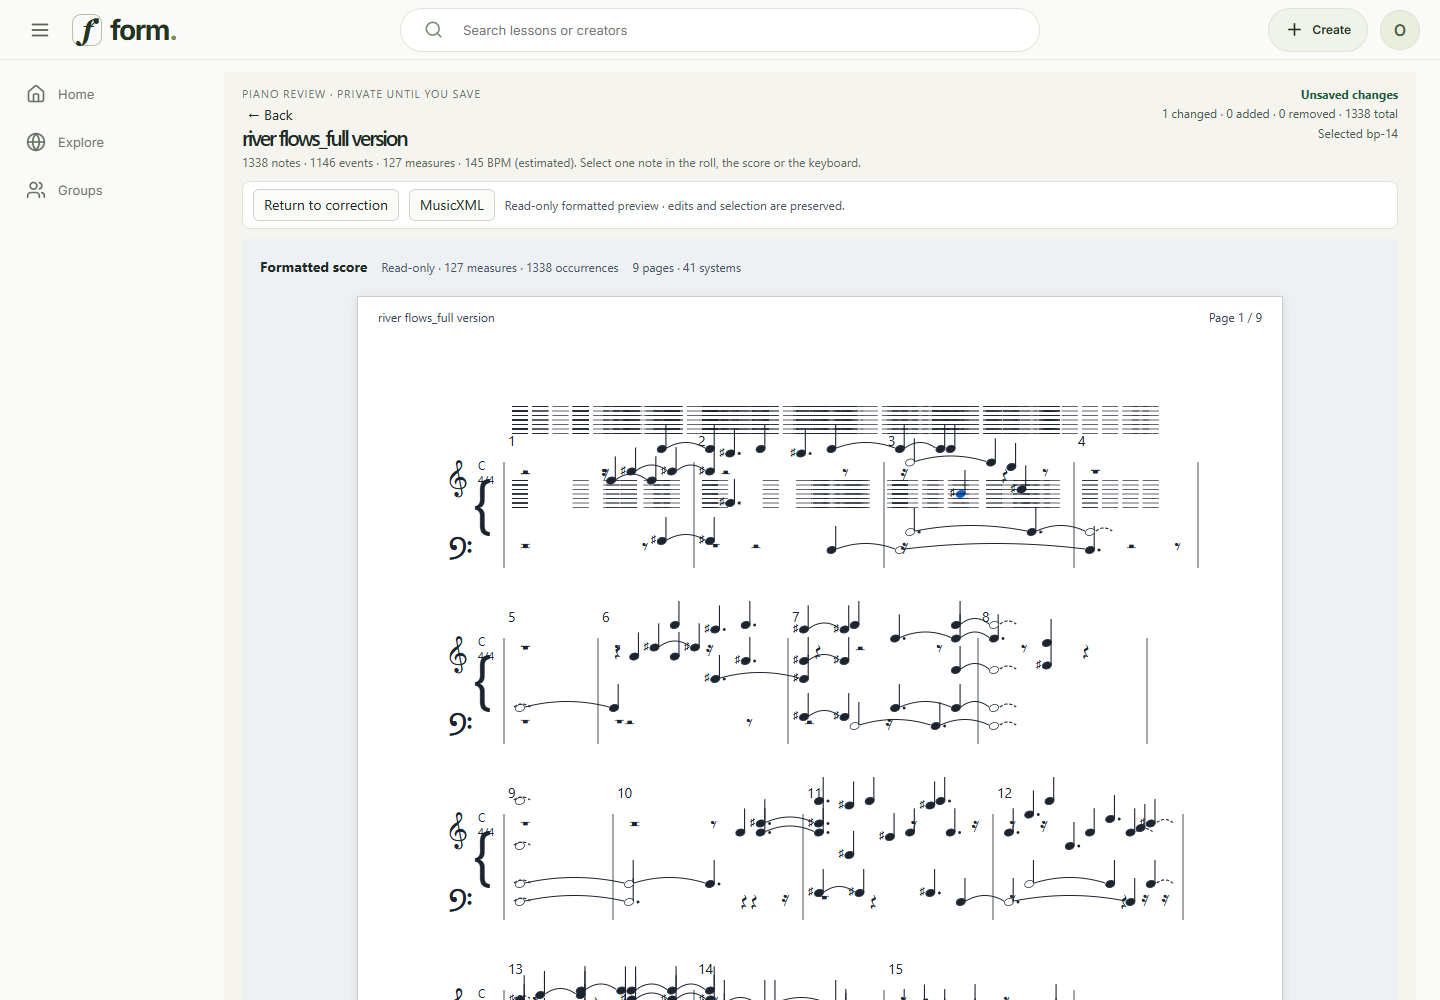 form.
Search lessons or creators
Create
O
Home
Explore
Groups
PIANO REVIEW · PRIVATE UNTIL YOU SAVE
← Back
river flows_full version
1338 notes · 1146 events · 127 measures · 145 BPM (estimated). Select one note in the roll, the score or the keyboard.
Unsaved changes
1 changed · 0 added · 0 removed · 1338 total
Selected bp-14
Return to correction
MusicXML
Read-only formatted preview · edits and selection are preserved.
Formatted score
Read-only · 127 measures · 1338 occurrences
9 pages · 41 systems
river flows_full version
Page 1 / 9
1
2
3
4
C
4/4
5
6
7
8
C
4/4
9
10
11
12
C
4/4
13
14
15
C